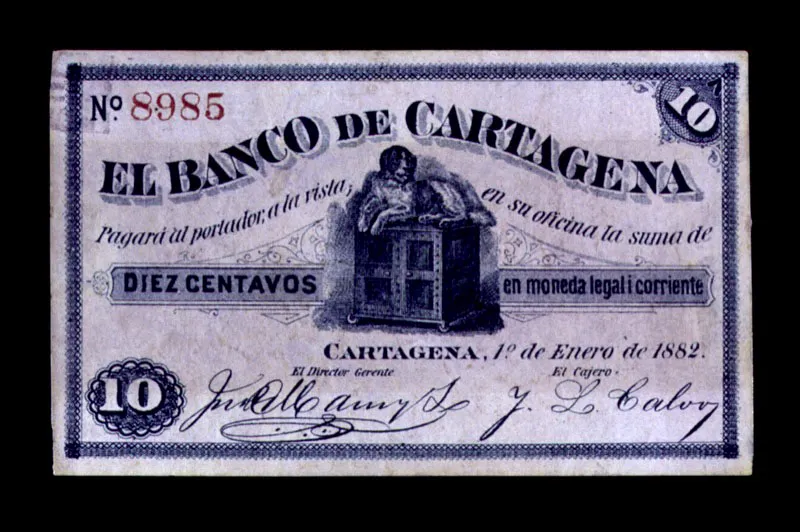 Nº. 8985
10
EL BANCO DE CARTAGENA
Pagará al portador, a la vista, en su oficina la suma de
DIEZ CENTAVOS en moneda legal i corriente
CARTAGENA, 1º de Enero de 1882.
El Director Gerente El Cajero.
10 J. L. Calvo